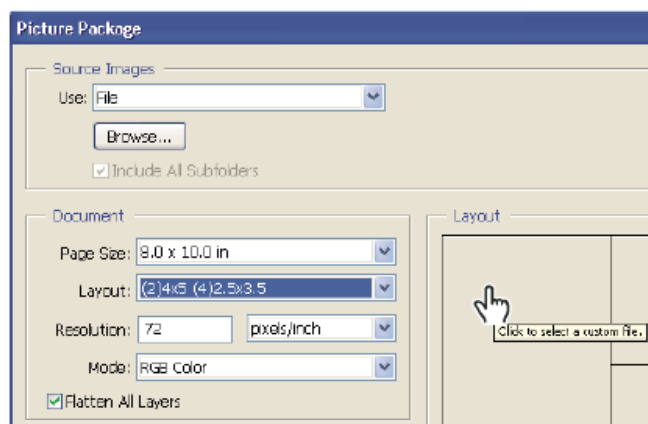 Picture Package
Source Images
Use: File
Browse...
Include All Subfolders
Document
Page Size: 8.0 x 10.0 in
Layout: (2)4x5 (4)2.5x3.5
Resolution: 72 pixels/inch
Mode: RGB Color
Flatten All Layers
Layout
Click to select a custom file.